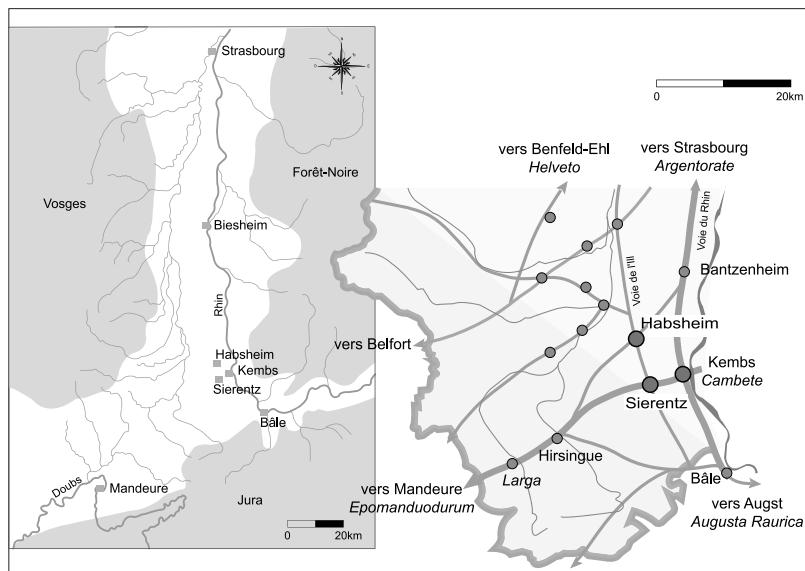 Strasbourg
Forêt-Noire
Vosges
Biesheim
Rhin
Habsheim
Kembs
Sierentz
Bâle
Doubs
Mandeure
Jura
20km
0
20km
vers Benfeld-Ehl
Helveto
vers Strasbourg
Argentorate
Voie du Rhin
Voie de l'Ill
Bantzenheim
Habsheim
vers Belfort
Kembs
Cambete
Sierentz
Hirsingue
Larga
Bâle
vers Mandeure
Epomanduodurum
vers Augst
Augusta Raurica
0
20km